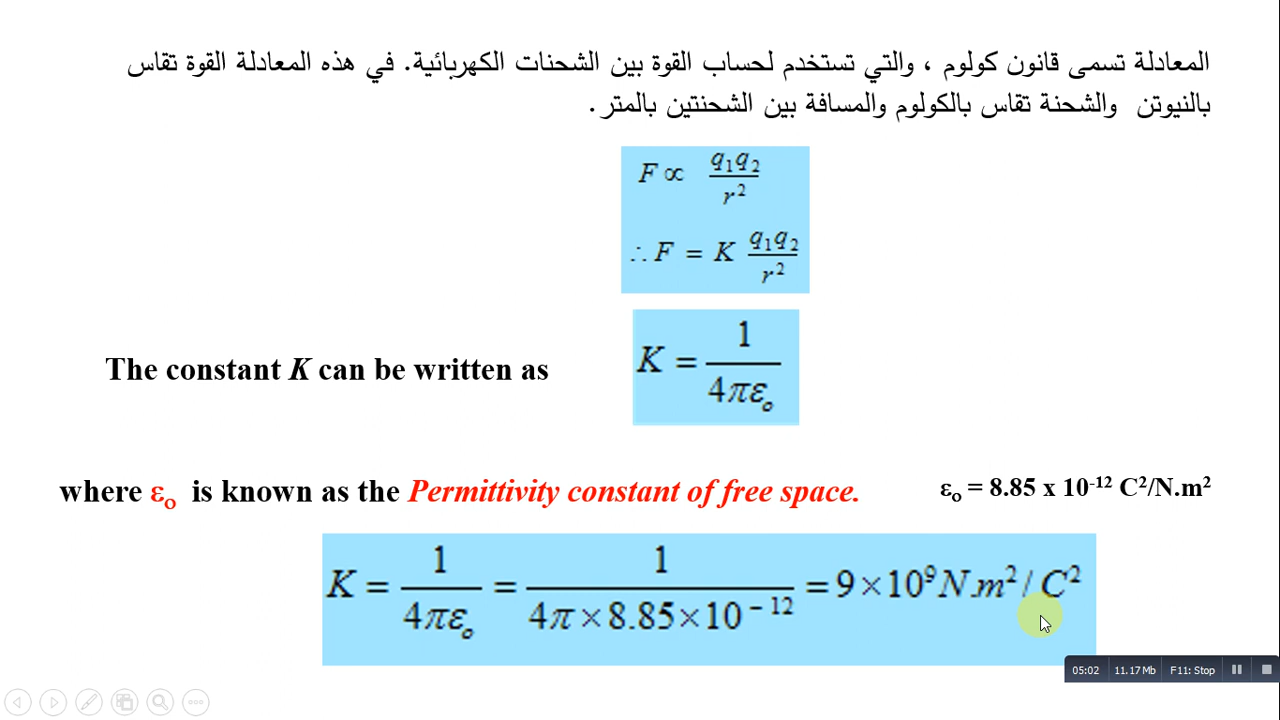 المعادلة تسمى قانون كولوم ، والتي تستخدم لحساب القوة بين الشحنات الكهربائية. في هذه المعادلة القوة تقاس
بالنيوتن والشحنة تقاس بالكولوم والمسافة بين الشحنتين بالمتر.
F ∝ q₁q₂ / r²
∴ F = K q₁q₂ / r²
The constant K can be written as
K = 1 / 4πεₒ
where εₒ is known as the Permittivity constant of free space.
εₒ = 8.85 x 10⁻¹² C²/N.m²
K = 1 / 4πεₒ = 1 / 4π×8.85×10⁻¹² = 9×10⁹ N.m² / C²
05:02 11.17 Mb F11: Stop